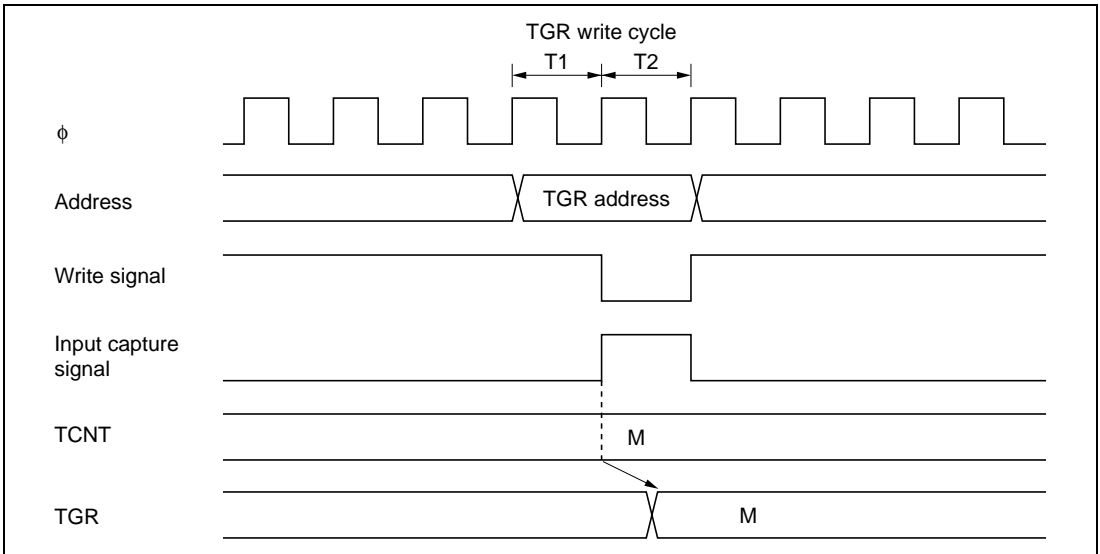 TGR write cycle
T1 T2
ϕ
Address
TGR address
Write signal
Input capture
signal
TCNT
M
TGR
M